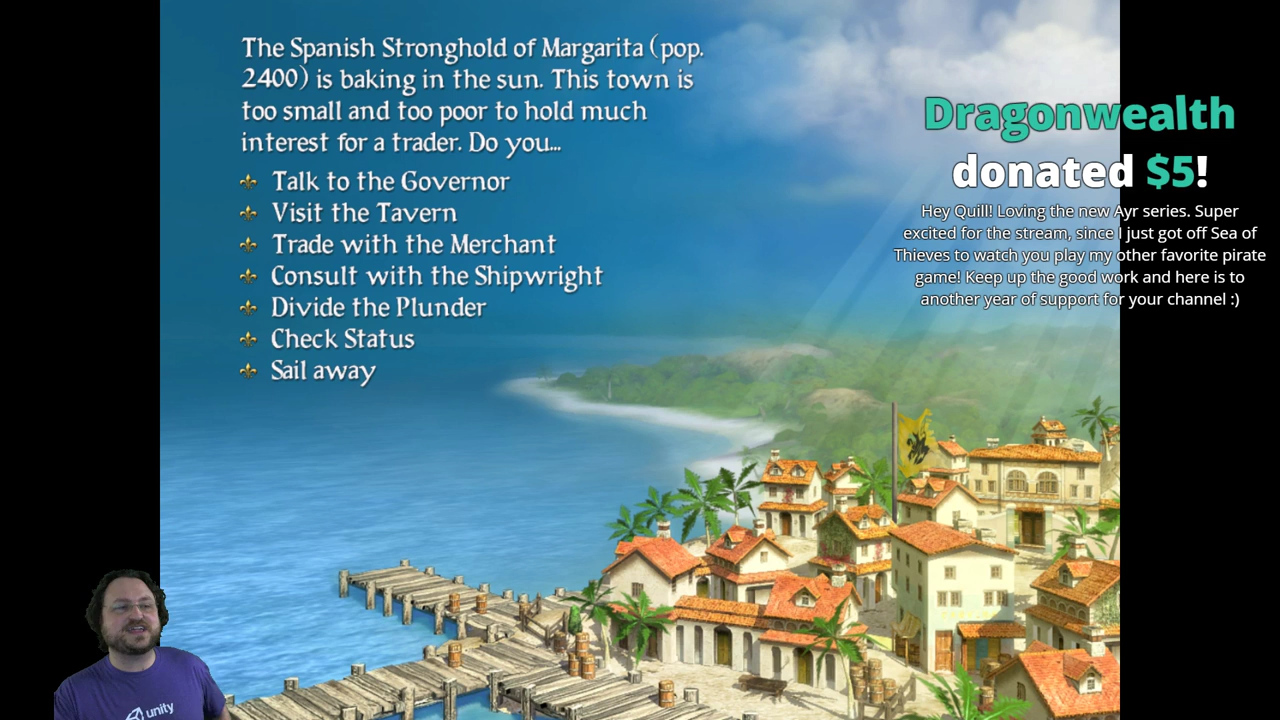 The Spanish Stronghold of Margarita (pop.
2400) is baking in the sun. This town is
too small and too poor to hold much
interest for a trader. Do you...
Talk to the Governor
Visit the Tavern
Trade with the Merchant
Consult with the Shipwright
Divide the Plunder
Check Status
Sail away
Dragonwealth
donated $5!
Hey Quill! Loving the new Ayr series. Super
excited for the stream, since I just got off Sea of
Thieves to watch you play my other favorite pirate
game! Keep up the good work and here is to
another year of support for your channel :)
unity